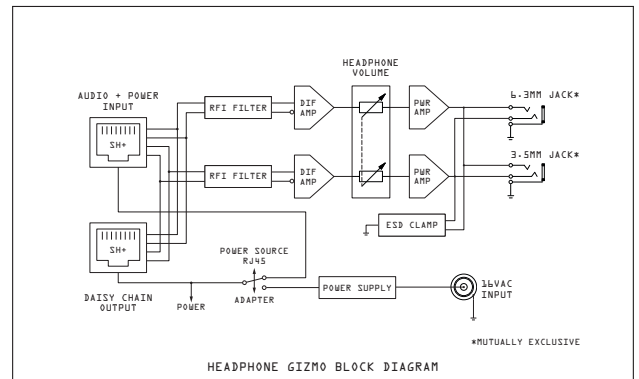 HEADPHONE
VOLUME
AUDIO + POWER
INPUT
SH+
RFI FILTER
DIF
AMP
PWR
AMP
6.3MM JACK*
RFI FILTER
DIF
AMP
PWR
AMP
3.5MM JACK*
SH+
ESD CLAMP
DAISY CHAIN
OUTPUT
POWER
POWER SOURCE
RJ45
ADAPTER
POWER SUPPLY
16VAC
INPUT
*MUTUALLY EXCLUSIVE
HEADPHONE GIZMO BLOCK DIAGRAM